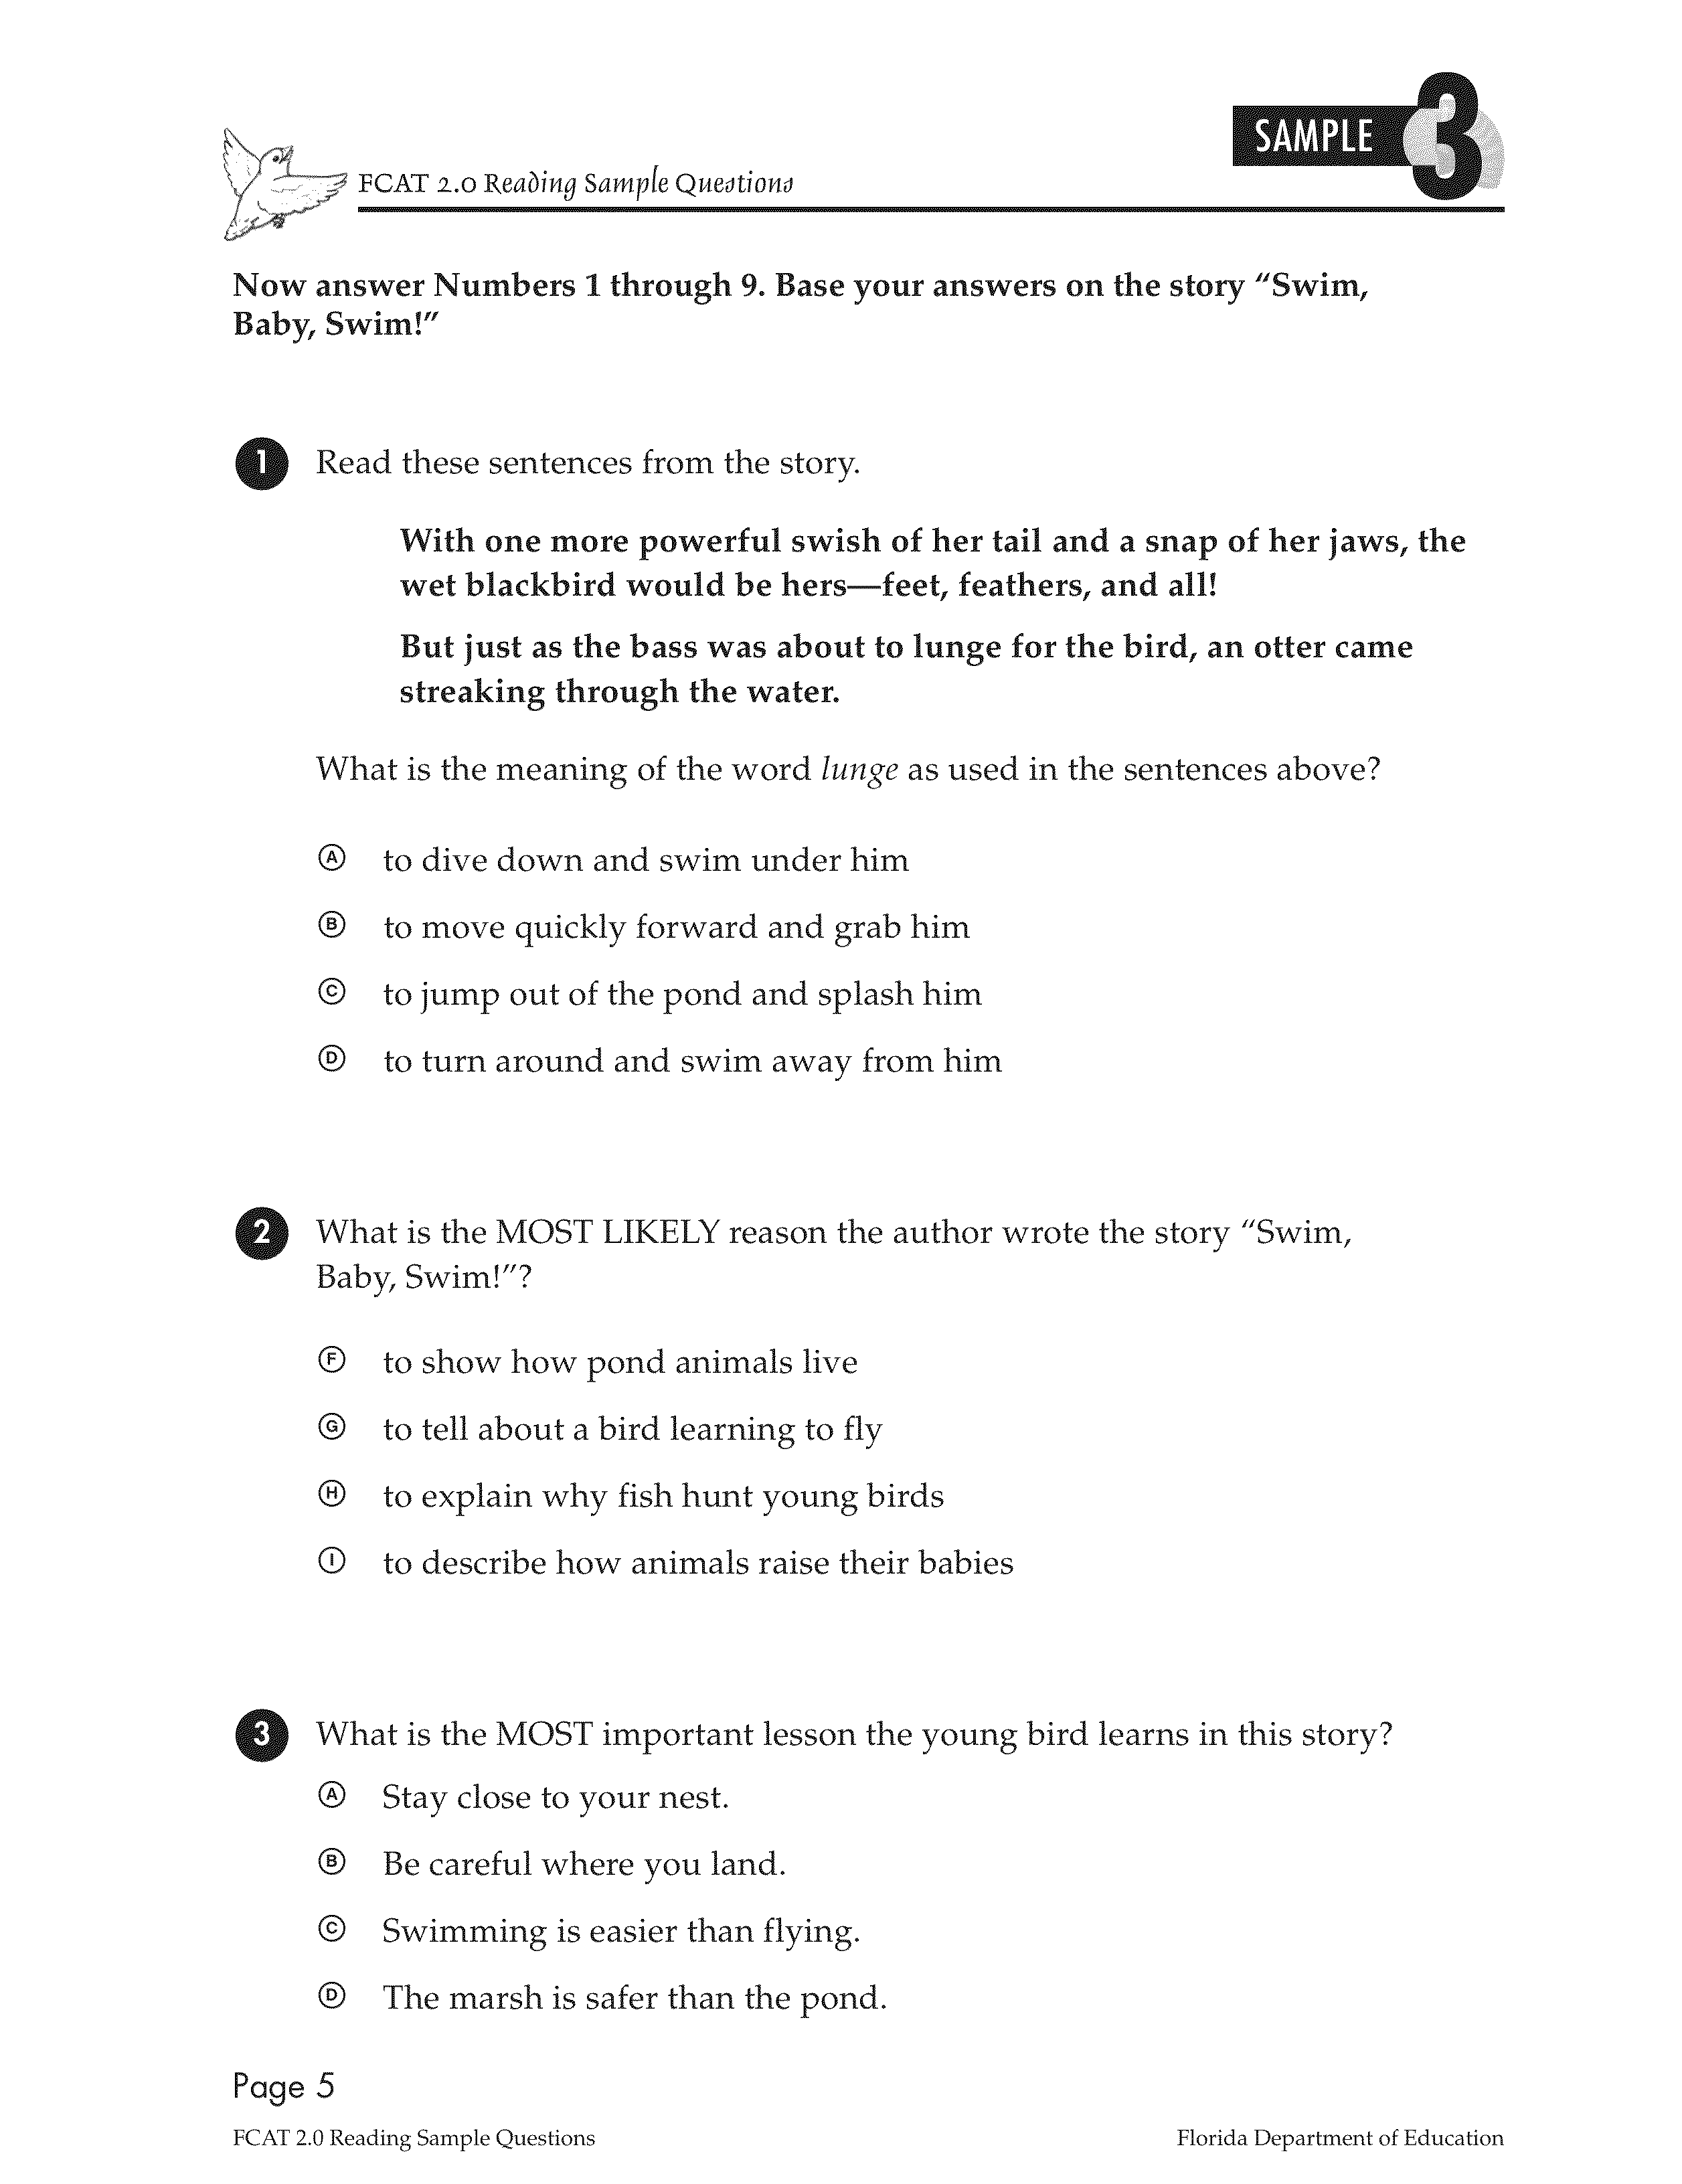 SAMPLE 3
FCAT 2.0 Reading Sample Questions
Now answer Numbers 1 through 9. Base your answers on the story “Swim,
Baby, Swim!”
1 Read these sentences from the story.
With one more powerful swish of her tail and a snap of her jaws, the
wet blackbird would be hers—feet, feathers, and all!
But just as the bass was about to lunge for the bird, an otter came
streaking through the water.
What is the meaning of the word lunge as used in the sentences above?
A to dive down and swim under him
B to move quickly forward and grab him
C to jump out of the pond and splash him
D to turn around and swim away from him
2 What is the MOST LIKELY reason the author wrote the story “Swim,
Baby, Swim!”?
F to show how pond animals live
G to tell about a bird learning to fly
H to explain why fish hunt young birds
I to describe how animals raise their babies
3 What is the MOST important lesson the young bird learns in this story?
A Stay close to your nest.
B Be careful where you land.
C Swimming is easier than flying.
D The marsh is safer than the pond.
Page 5
FCAT 2.0 Reading Sample Questions Florida Department of Education